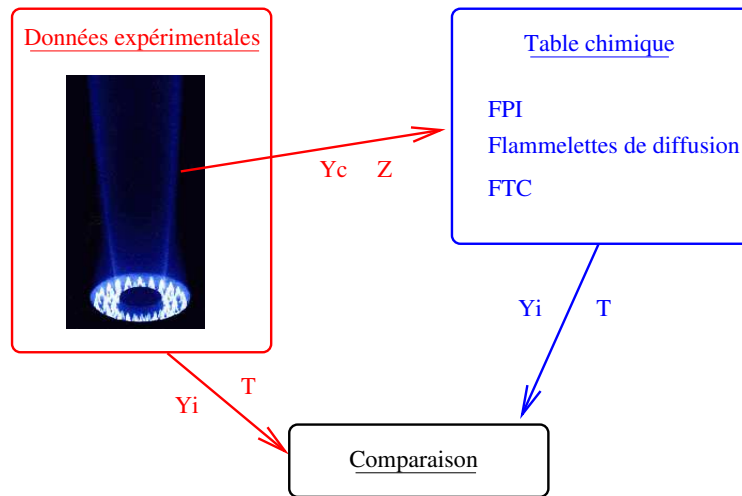 Données expérimentales
Table chimique
FPI
Flammelettes de diffusion
FTC
Yc Z
Yi T
Yi T
Comparaison